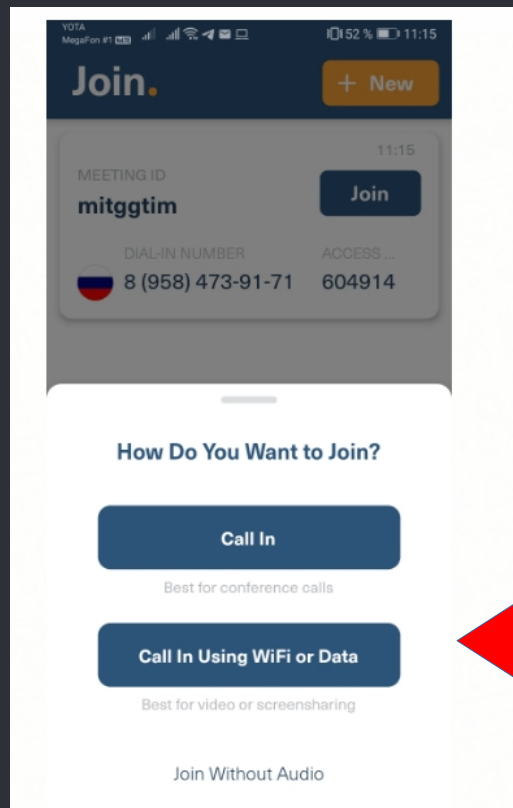 YOTA
MegaFon #1 52 % 11:15
Join.
+ New
11:15
MEETING ID
mitggtim
Join
DIAL-IN NUMBER
ACCESS ...
8 (958) 473-91-71
604914
How Do You Want to Join?
Call In
Best for conference calls
Call In Using WiFi or Data
Best for video or screensharing
Join Without Audio